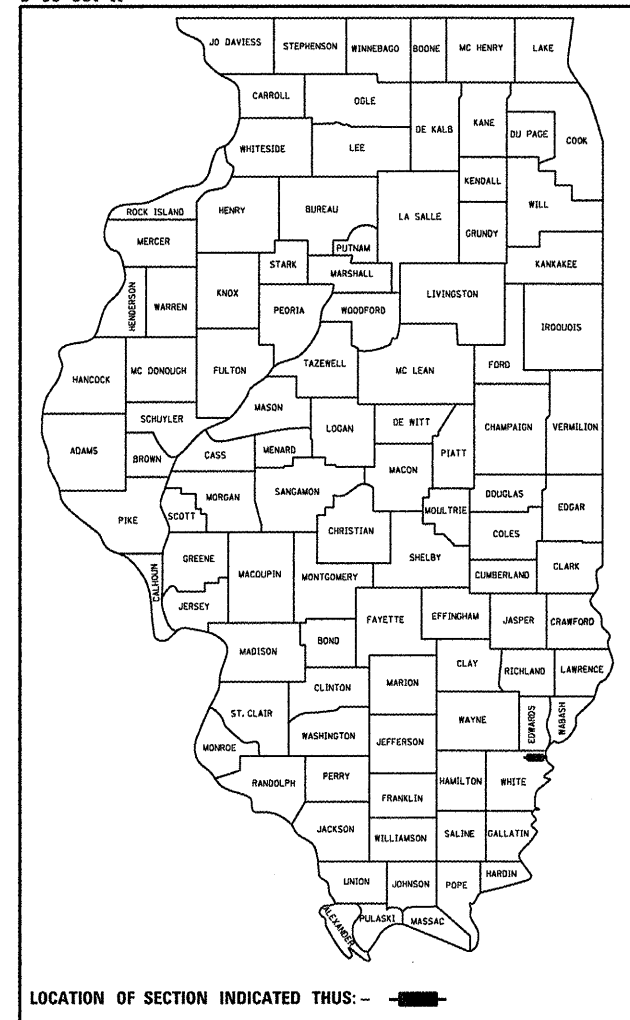 JO DAVIESS STEPHENSON WINNEBAGO BOONE MC HENRY LAKE
CARROLL OGLE DE KALB KANE DU PAGE COOK
WHITESIDE LEE
KENDALL WILL
ROCK ISLAND HENRY BUREAU LA SALLE GRUNDY
MERCER PUTNAM
STARK MARSHALL KANKAKEE
HENDERSON WARREN KNOX PEORIA WOODFORD LIVINGSTON IROQUOIS
HANCOCK MC DONOUGH FULTON TAZEWELL MC LEAN FORD
MASON
SCHUYLER LOGAN DE WITT CHAMPAIGN VERMILION
ADAMS BROWN CASS MENARD MACON PIATT
PIKE SCOTT MORGAN SANGAMON CHRISTIAN MOULTRIE DOUGLAS EDGAR
COLES
CALHOUN GREENE MACOUPIN MONTGOMERY SHELBY CUMBERLAND CLARK
JERSEY
FAYETTE EFFINGHAM JASPER CRAWFORD
MADISON BOND
CLAY RICHLAND LAWRENCE
CLINTON MARION
ST. CLAIR WAYNE EDWARDS WABASH
MONROE WASHINGTON JEFFERSON
RANDOLPH PERRY FRANKLIN HAMILTON WHITE
JACKSON WILLIAMSON SALINE GALLATIN
UNION JOHNSON POPE HARDIN
ALEXANDER PULASKI MASSAC
LOCATION OF SECTION INDICATED THUS: -